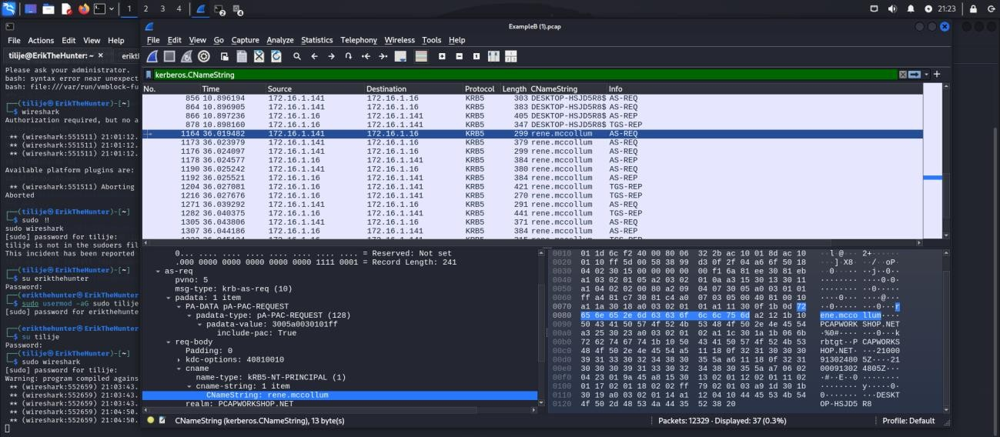 1 2 3 4 21:23
File Actions Edit View Help
tilije@ErikTheHunter: ~ × erikt
Please ask your administrator.
bash: syntax error near unexpect
bash: file:///var/run/vmblock-fu
(tilije㉿ErikTheHunter)-[~]
$ wireshark
Authorization required, but no a
** (wireshark:551511) 21:01:12.
** (wireshark:551511) 21:01:12.
** (wireshark:551511) 21:01:12.
Available platform plugins are:
** (wireshark:551511) Aborting
Aborted
(tilije㉿ErikTheHunter)-[~]
$ sudo !!
sudo wireshark
[sudo] password for tilije:
tilije is not in the sudoers fil
This incident has been reported
(tilije㉿ErikTheHunter)-[~]
$ su erikthehunter
Password:
(erikthehunter㉿ErikTheHunter
$ sudo usermod -aG sudo tilije
[sudo] password for erikthehunte
(erikthehunter㉿ErikTheHunter
$ su tilije
Password:
(tilije㉿ErikTheHunter)-[~]
$ sudo wireshark
[sudo] password for tilije:
Warning: program compiled agains
** (wireshark:552659) 21:03:43.
** (wireshark:552659) 21:03:43.
** (wireshark:552659) 21:03:43.
** (wireshark:552659) 21:04:50.
** (wireshark:552659) 21:04:50.
ExampleB (1).pcap
File Edit View Go Capture Analyze Statistics Telephony Wireless Tools Help
kerberos.CNameString
No. Time Source Destination Protocol Length CNameString Info
856 10.896194 172.16.1.141 172.16.1.16 KRB5 303 DESKTOP-HSJD5R8$ AS-REQ
864 10.896905 172.16.1.141 172.16.1.16 KRB5 383 DESKTOP-HSJD5R8$ AS-REQ
866 10.897236 172.16.1.16 172.16.1.141 KRB5 405 DESKTOP-HSJD5R8$ AS-REP
878 10.898160 172.16.1.16 172.16.1.141 KRB5 347 DESKTOP-HSJD5R8$ TGS-REP
1164 36.019482 172.16.1.141 172.16.1.16 KRB5 299 rene.mccollum AS-REQ
1173 36.023979 172.16.1.141 172.16.1.16 KRB5 379 rene.mccollum AS-REQ
1176 36.024097 172.16.1.141 172.16.1.16 KRB5 299 rene.mccollum AS-REQ
1178 36.024577 172.16.1.16 172.16.1.141 KRB5 384 rene.mccollum AS-REP
1190 36.025242 172.16.1.141 172.16.1.16 KRB5 380 rene.mccollum AS-REQ
1192 36.025521 172.16.1.16 172.16.1.141 KRB5 384 rene.mccollum AS-REP
1204 36.027081 172.16.1.16 172.16.1.141 KRB5 421 rene.mccollum TGS-REP
1216 36.027676 172.16.1.16 172.16.1.141 KRB5 270 rene.mccollum TGS-REP
1271 36.039292 172.16.1.141 172.16.1.16 KRB5 291 rene.mccollum AS-REQ
1282 36.040375 172.16.1.16 172.16.1.141 KRB5 441 rene.mccollum TGS-REP
1305 36.043806 172.16.1.141 172.16.1.16 KRB5 371 rene.mccollum AS-REQ
1307 36.044186 172.16.1.16 172.16.1.141 KRB5 384 rene.mccollum AS-REP
0... .... .... .... .... .... .... .... = Reserved: Not set
.000 0000 0000 0000 0000 0000 1111 0001 = Record Length: 241
as-req
pvno: 5
msg-type: krb-as-req (10)
padata: 1 item
PA-DATA pA-PAC-REQUEST
padata-type: pA-PAC-REQUEST (128)
padata-value: 3005a0030101ff
include-pac: True
req-body
Padding: 0
kdc-options: 40810010
cname
name-type: kRB5-NT-PRINCIPAL (1)
cname-string: 1 item
CNameString: rene.mccollum
realm: PCAPWORKSHOP.NET
0010 01 1d 6c f2 40 00 80 06 32 2b ac 10 01 8d ac 10 ··l·@··· 2+······
0020 01 10 ff 5d 00 58 38 99 d0 0f 2f 04 a6 6f 50 18 ···]·X8· ··/··oP·
0030 04 02 30 15 00 00 00 00 00 f1 6a 81 ee 30 81 eb ··0····· ··j··0··
0040 a1 03 02 01 05 a2 03 02 01 0a a3 15 30 13 30 11 ········ ····0·0·
0050 a1 04 02 02 00 80 a2 09 04 07 30 05 a0 03 01 01 ········ ··0·····
0060 ff a4 81 c7 30 81 c4 a0 07 03 05 00 40 81 00 10 ····0··· ····@···
0070 a1 1a 30 18 a0 03 02 01 01 a1 11 30 0f 1b 0d 72 ··0····· ···0···r
0080 65 6e 65 2e 6d 63 63 6f 6c 6c 75 6d a2 12 1b 10 ene.mcco llum····
0090 50 43 41 50 57 4f 52 4b 53 48 4f 50 2e 4e 45 54 PCAPWORK SHOP.NET
00a0 a3 25 30 23 a0 03 02 01 02 a1 1c 30 1a 1b 06 6b ·%0#···· ···0···k
00b0 72 62 74 67 74 1b 10 50 43 41 50 57 4f 52 4b 53 rbtgt··P CAPWORKS
00c0 48 4f 50 2e 4e 45 54 a5 11 18 0f 32 31 30 30 30 HOP.NET· ···21000
00d0 39 31 33 30 32 34 38 30 35 5a a6 11 18 0f 32 31 91302480 5Z····21
00e0 30 30 30 39 31 33 30 32 34 38 30 35 5a a7 06 02 00091302 4805Z···
00f0 04 23 01 9a 45 a8 15 30 13 02 01 12 02 01 11 02 ·#··E··0 ········
0100 01 17 02 01 18 02 02 ff 79 02 01 03 a9 1d 30 1b ········ y·····0·
0110 30 19 a0 03 02 01 14 a1 12 04 10 44 45 53 4b 54 0······· ···DESKT
0120 4f 50 2d 48 53 4a 44 35 52 38 20 OP-HSJD5 R8
CNameString (kerberos.CNameString), 13 byte(s)
Packets: 12329 · Displayed: 37 (0.3%)
Profile: Default